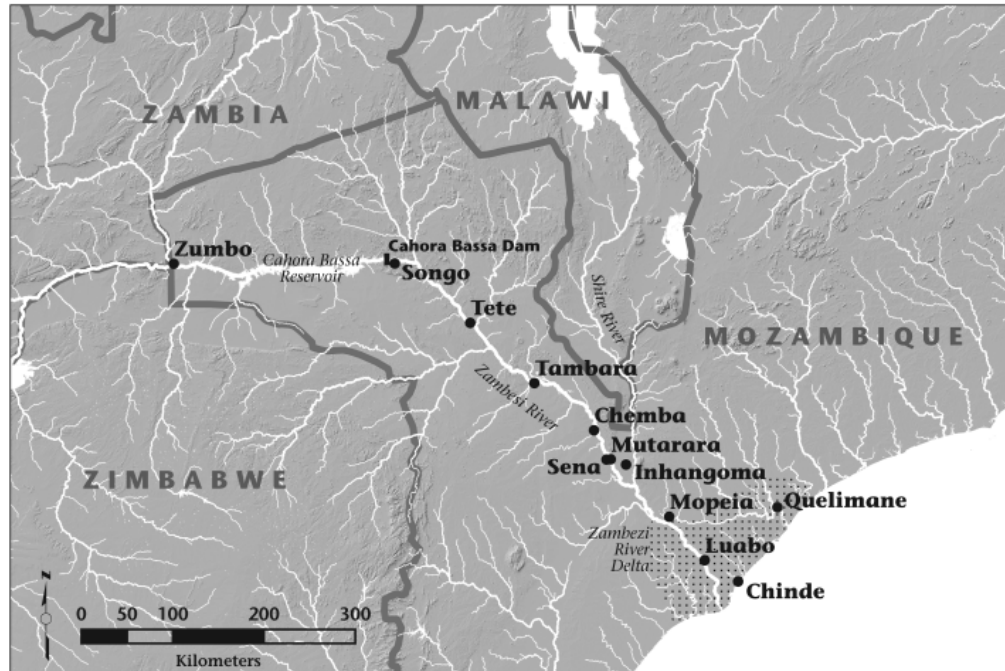 ZAMBIA
MALAWI
Zumbo
Cahora Bassa
Reservoir
Cahora Bassa Dam
Songo
Tete
Shire River
MOZAMBIQUE
Tambara
Zambesi River
Chemba
Mutarara
Sena
Inhangoma
ZIMBABWE
Mopeia
Quelimane
Zambezi
River
Delta
Luabo
Chinde
N
0 50 100 200 300
Kilometers